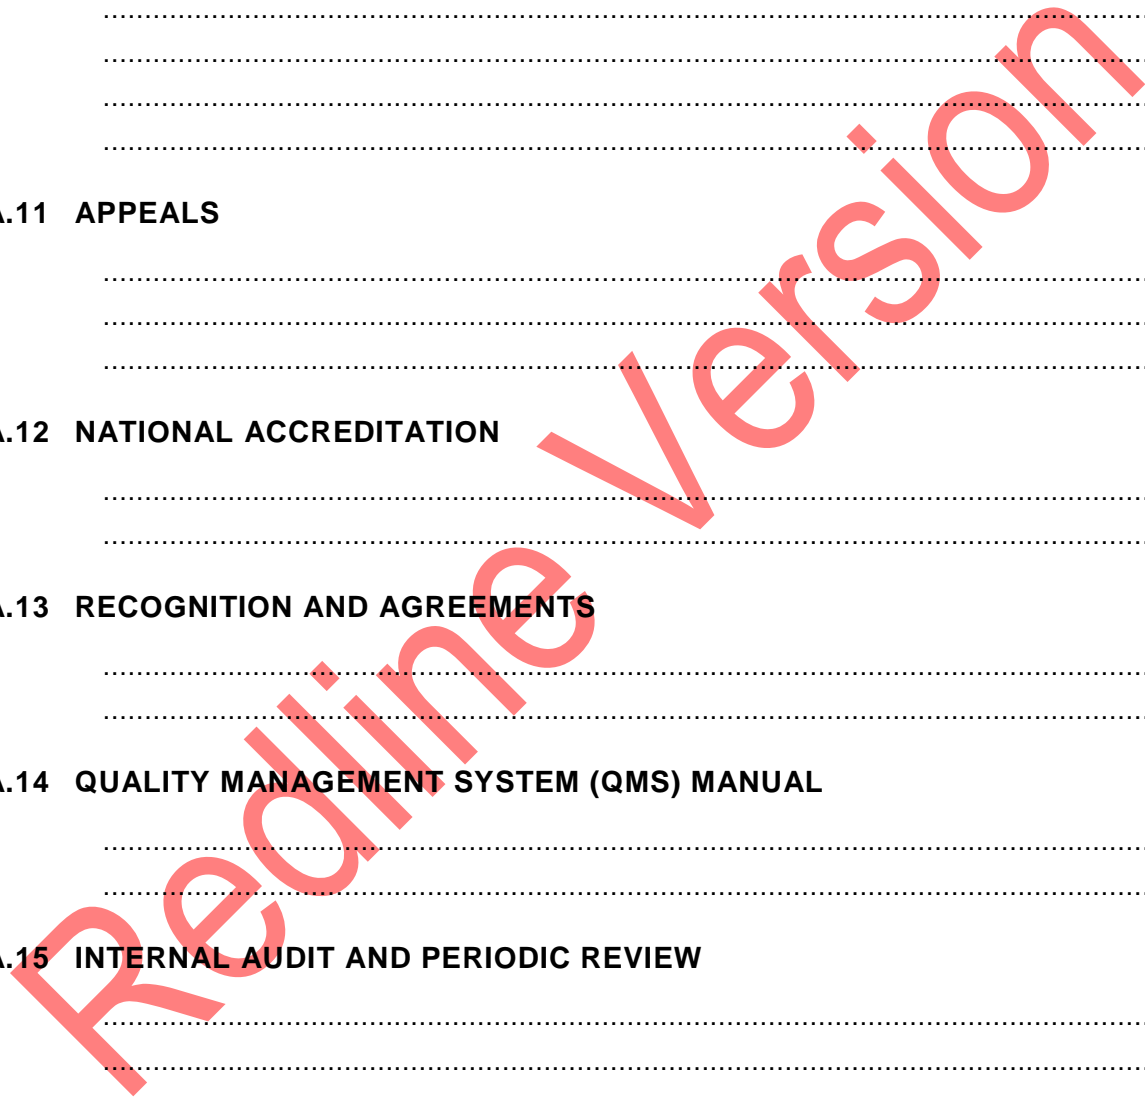 ................................................................
................................................................
................................................................
................................................................
A.11 APPEALS
................................................................
................................................................
................................................................
A.12 NATIONAL ACCREDITATION
................................................................
................................................................
A.13 RECOGNITION AND AGREEMENTS
................................................................
................................................................
A.14 QUALITY MANAGEMENT SYSTEM (QMS) MANUAL
................................................................
................................................................
A.15 INTERNAL AUDIT AND PERIODIC REVIEW
................................................................
................................................................
Redline Version